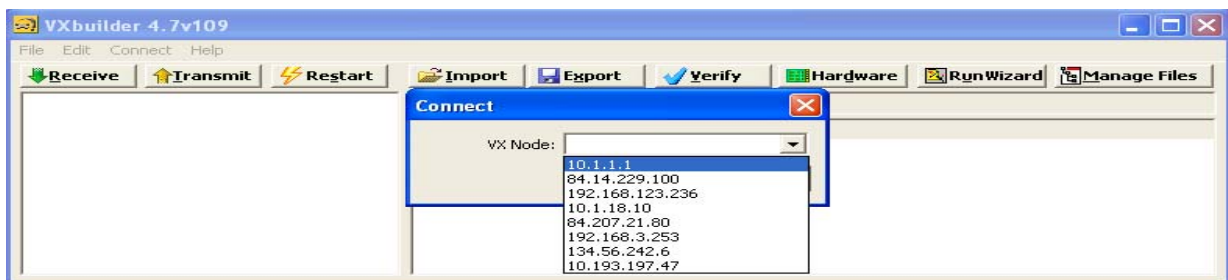 VXbuilder 4.7v109
File Edit Connect Help
Receive Transmit Restart Import Export Verify Hardware Run Wizard Manage Files
Connect
VX Node:
10.1.1.1
84.14.229.100
192.168.123.236
10.1.18.10
84.207.21.80
192.168.3.253
134.56.242.6
10.193.197.47